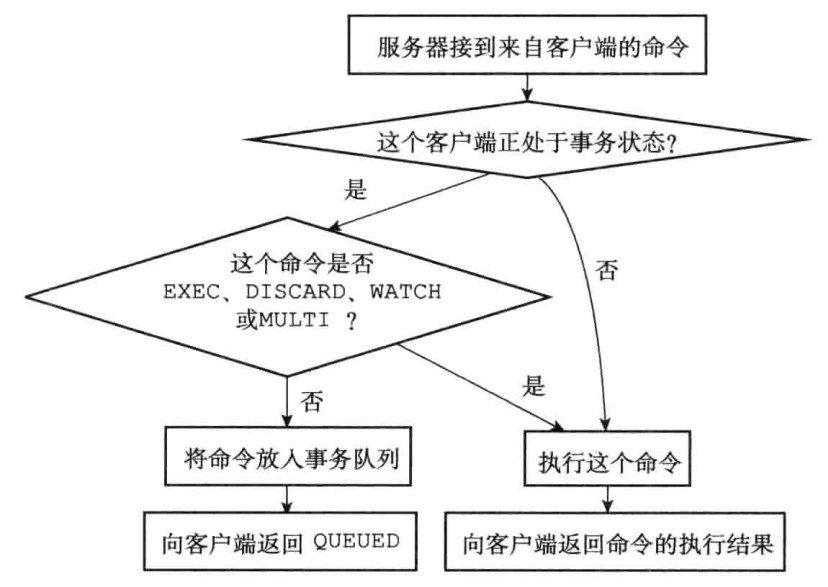 服务器接到来自客户端的命令
这个客户端正处于事务状态?
是
否
这个命令是否
EXEC、DISCARD、WATCH
或MULTI ?
是
否
将命令放入事务队列
执行这个命令
向客户端返回 QUEUED
向客户端返回命令的执行结果